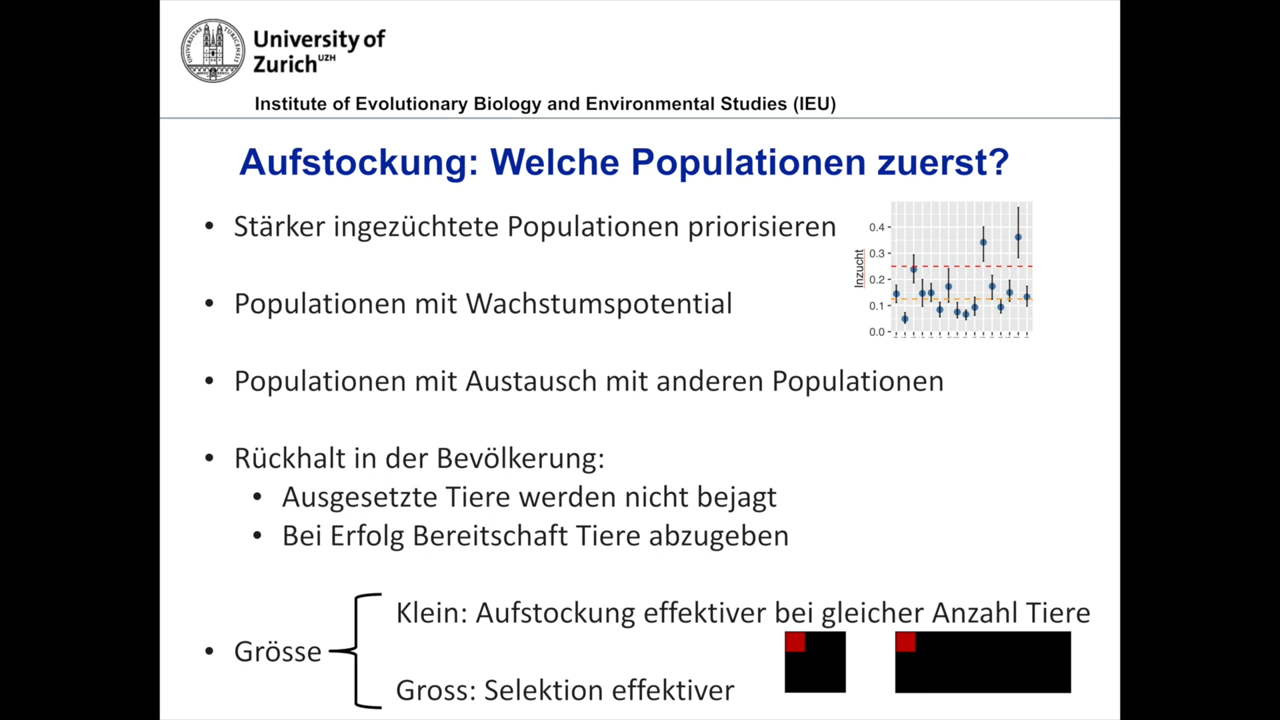 University of
Zurich UZH
Institute of Evolutionary Biology and Environmental Studies (IEU)
Aufstockung: Welche Populationen zuerst?
• Stärker ingezüchtete Populationen priorisieren
Inzucht
0.4
0.3
0.2
0.1
0.0
• Populationen mit Wachstumspotential
• Populationen mit Austausch mit anderen Populationen
• Rückhalt in der Bevölkerung:
• Ausgesetzte Tiere werden nicht bejagt
• Bei Erfolg Bereitschaft Tiere abzugeben
• Grösse
Klein: Aufstockung effektiver bei gleicher Anzahl Tiere
Gross: Selektion effektiver